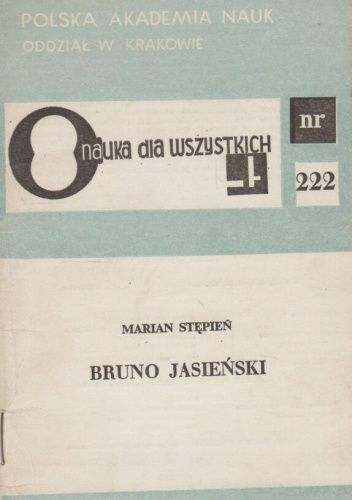 POLSKA AKADEMIA NAUK
ODDZIAŁ W KRAKOWIE
nauka dla wszystkich
nr
222
MARIAN STĘPIEŃ
BRUNO JASIEŃSKI